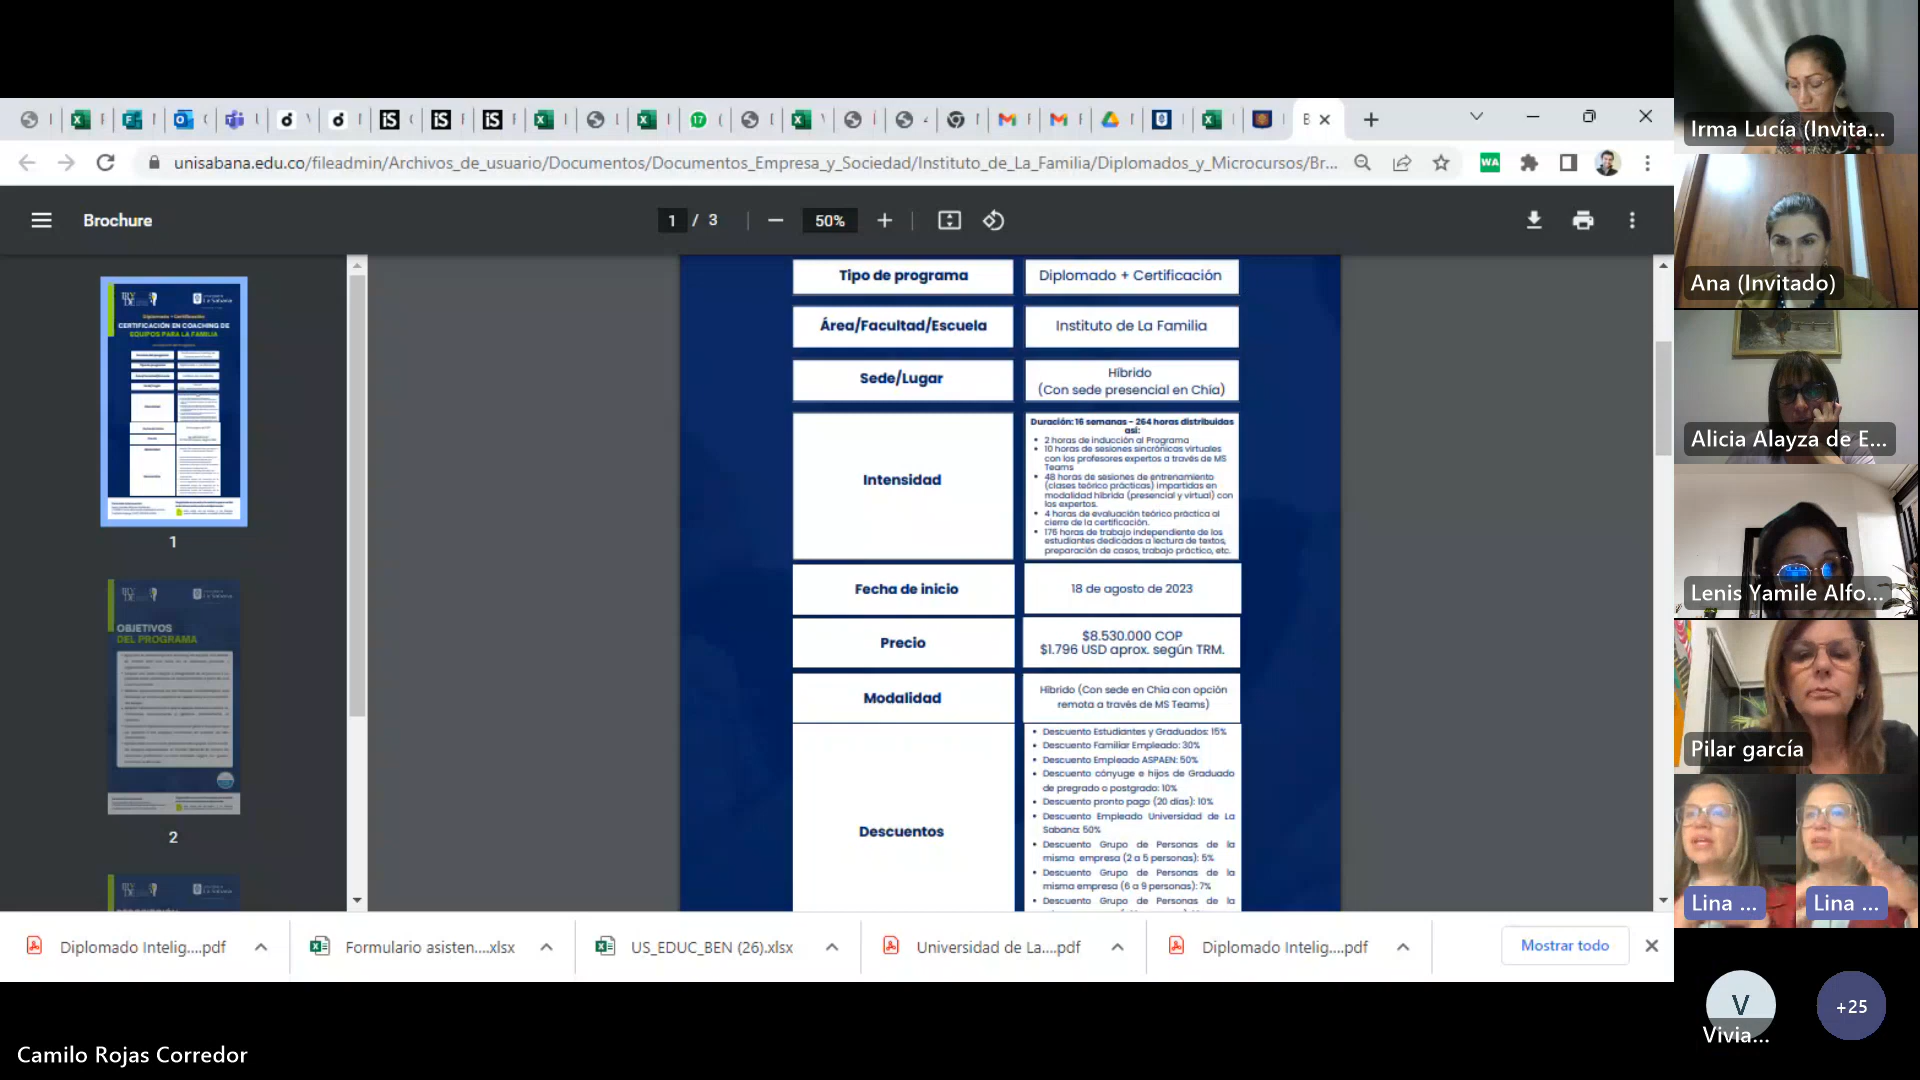 unisabana.edu.co/fileadmin/Archivos_de_usuario/Documentos/Documentos_Empresa_y_Sociedad/Instituto_de_La_Familia/Diplomados_y_Microcursos/Br...
Brochure
1 / 3
50%
CERTIFICACIÓN EN COACHING DE
EQUIPOS PARA LA FAMILIA
1
OBJETIVOS
DEL PROGRAMA
2
Tipo de programa
Diplomado + Certificación
Área/Facultad/Escuela
Instituto de La Familia
Sede/Lugar
Híbrido
(Con sede presencial en Chía)
Intensidad
Duración: 16 semanas - 264 horas distribuidas
así:
• 2 horas de inducción al Programa
• 10 horas de sesiones sincrónicas virtuales
con los profesores expertos a través de MS
Teams
• 48 horas de sesiones de entrenamiento
(clases teórico prácticas) impartidas en
modalidad híbrida (presencial y virtual) con
los expertos.
• 4 horas de evaluación teórico práctica al
cierre de la certificación.
• 176 horas de trabajo independiente de los
estudiantes dedicadas a lectura de textos,
preparación de casos, trabajo práctico, etc.
Fecha de inicio
18 de agosto de 2023
Precio
$8.530.000 COP
$1.796 USD aprox. según TRM.
Modalidad
Híbrido (Con sede en Chía con opción
remota a través de MS Teams)
Descuentos
• Descuento Estudiantes y Graduados: 15%
• Descuento Familiar Empleado: 30%
• Descuento Empleado ASPAEN: 50%
• Descuento cónyuge e hijos de Graduado
de pregrado o postgrado: 10%
• Descuento pronto pago (20 días): 10%
• Descuento Empleado Universidad de La
Sabana: 50%
• Descuento Grupo de Personas de la
misma empresa (2 a 5 personas): 5%
• Descuento Grupo de Personas de la
misma empresa (6 a 9 personas): 7%
• Descuento Grupo de Personas de la
Diplomado Intelig....pdf
Formulario asisten....xlsx
US_EDUC_BEN (26).xlsx
Universidad de La....pdf
Diplomado Intelig....pdf
Mostrar todo
Camilo Rojas Corredor
Irma Lucía (Invita...
Ana (Invitado)
Alicia Alayza de E...
Lenis Yamile Alfo...
Pilar garcía
Lina ...
Lina ...
V
Vivia...
+25